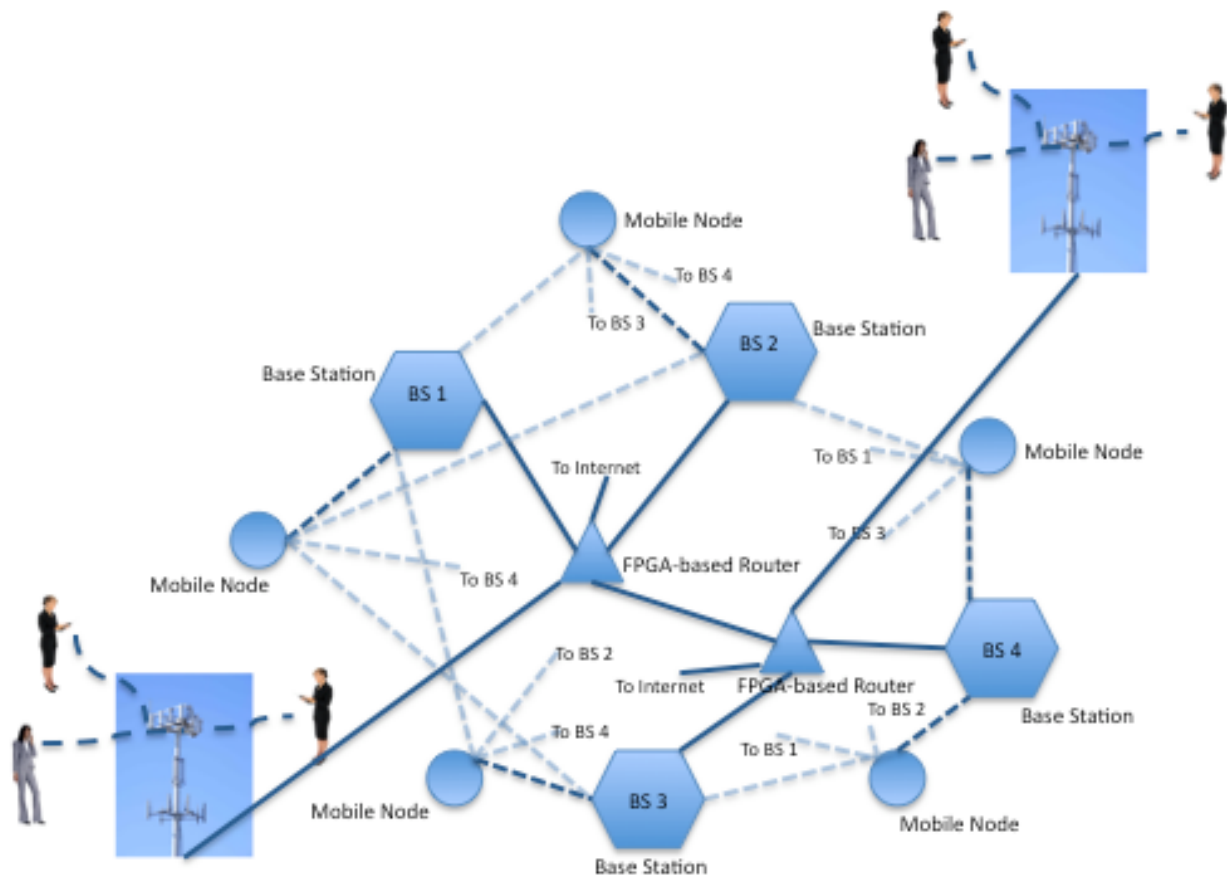 Mobile Node
To BS 4
To BS 3
BS 2
Base Station
Base Station
BS 1
To BS 1
Mobile Node
To Internet
To BS 3
FPGA-based Router
To BS 4
Mobile Node
To BS 2
BS 4
To Internet
FPGA-based Router
To BS 2
Base Station
To BS 4
To BS 1
BS 3
Mobile Node
Mobile Node
Base Station